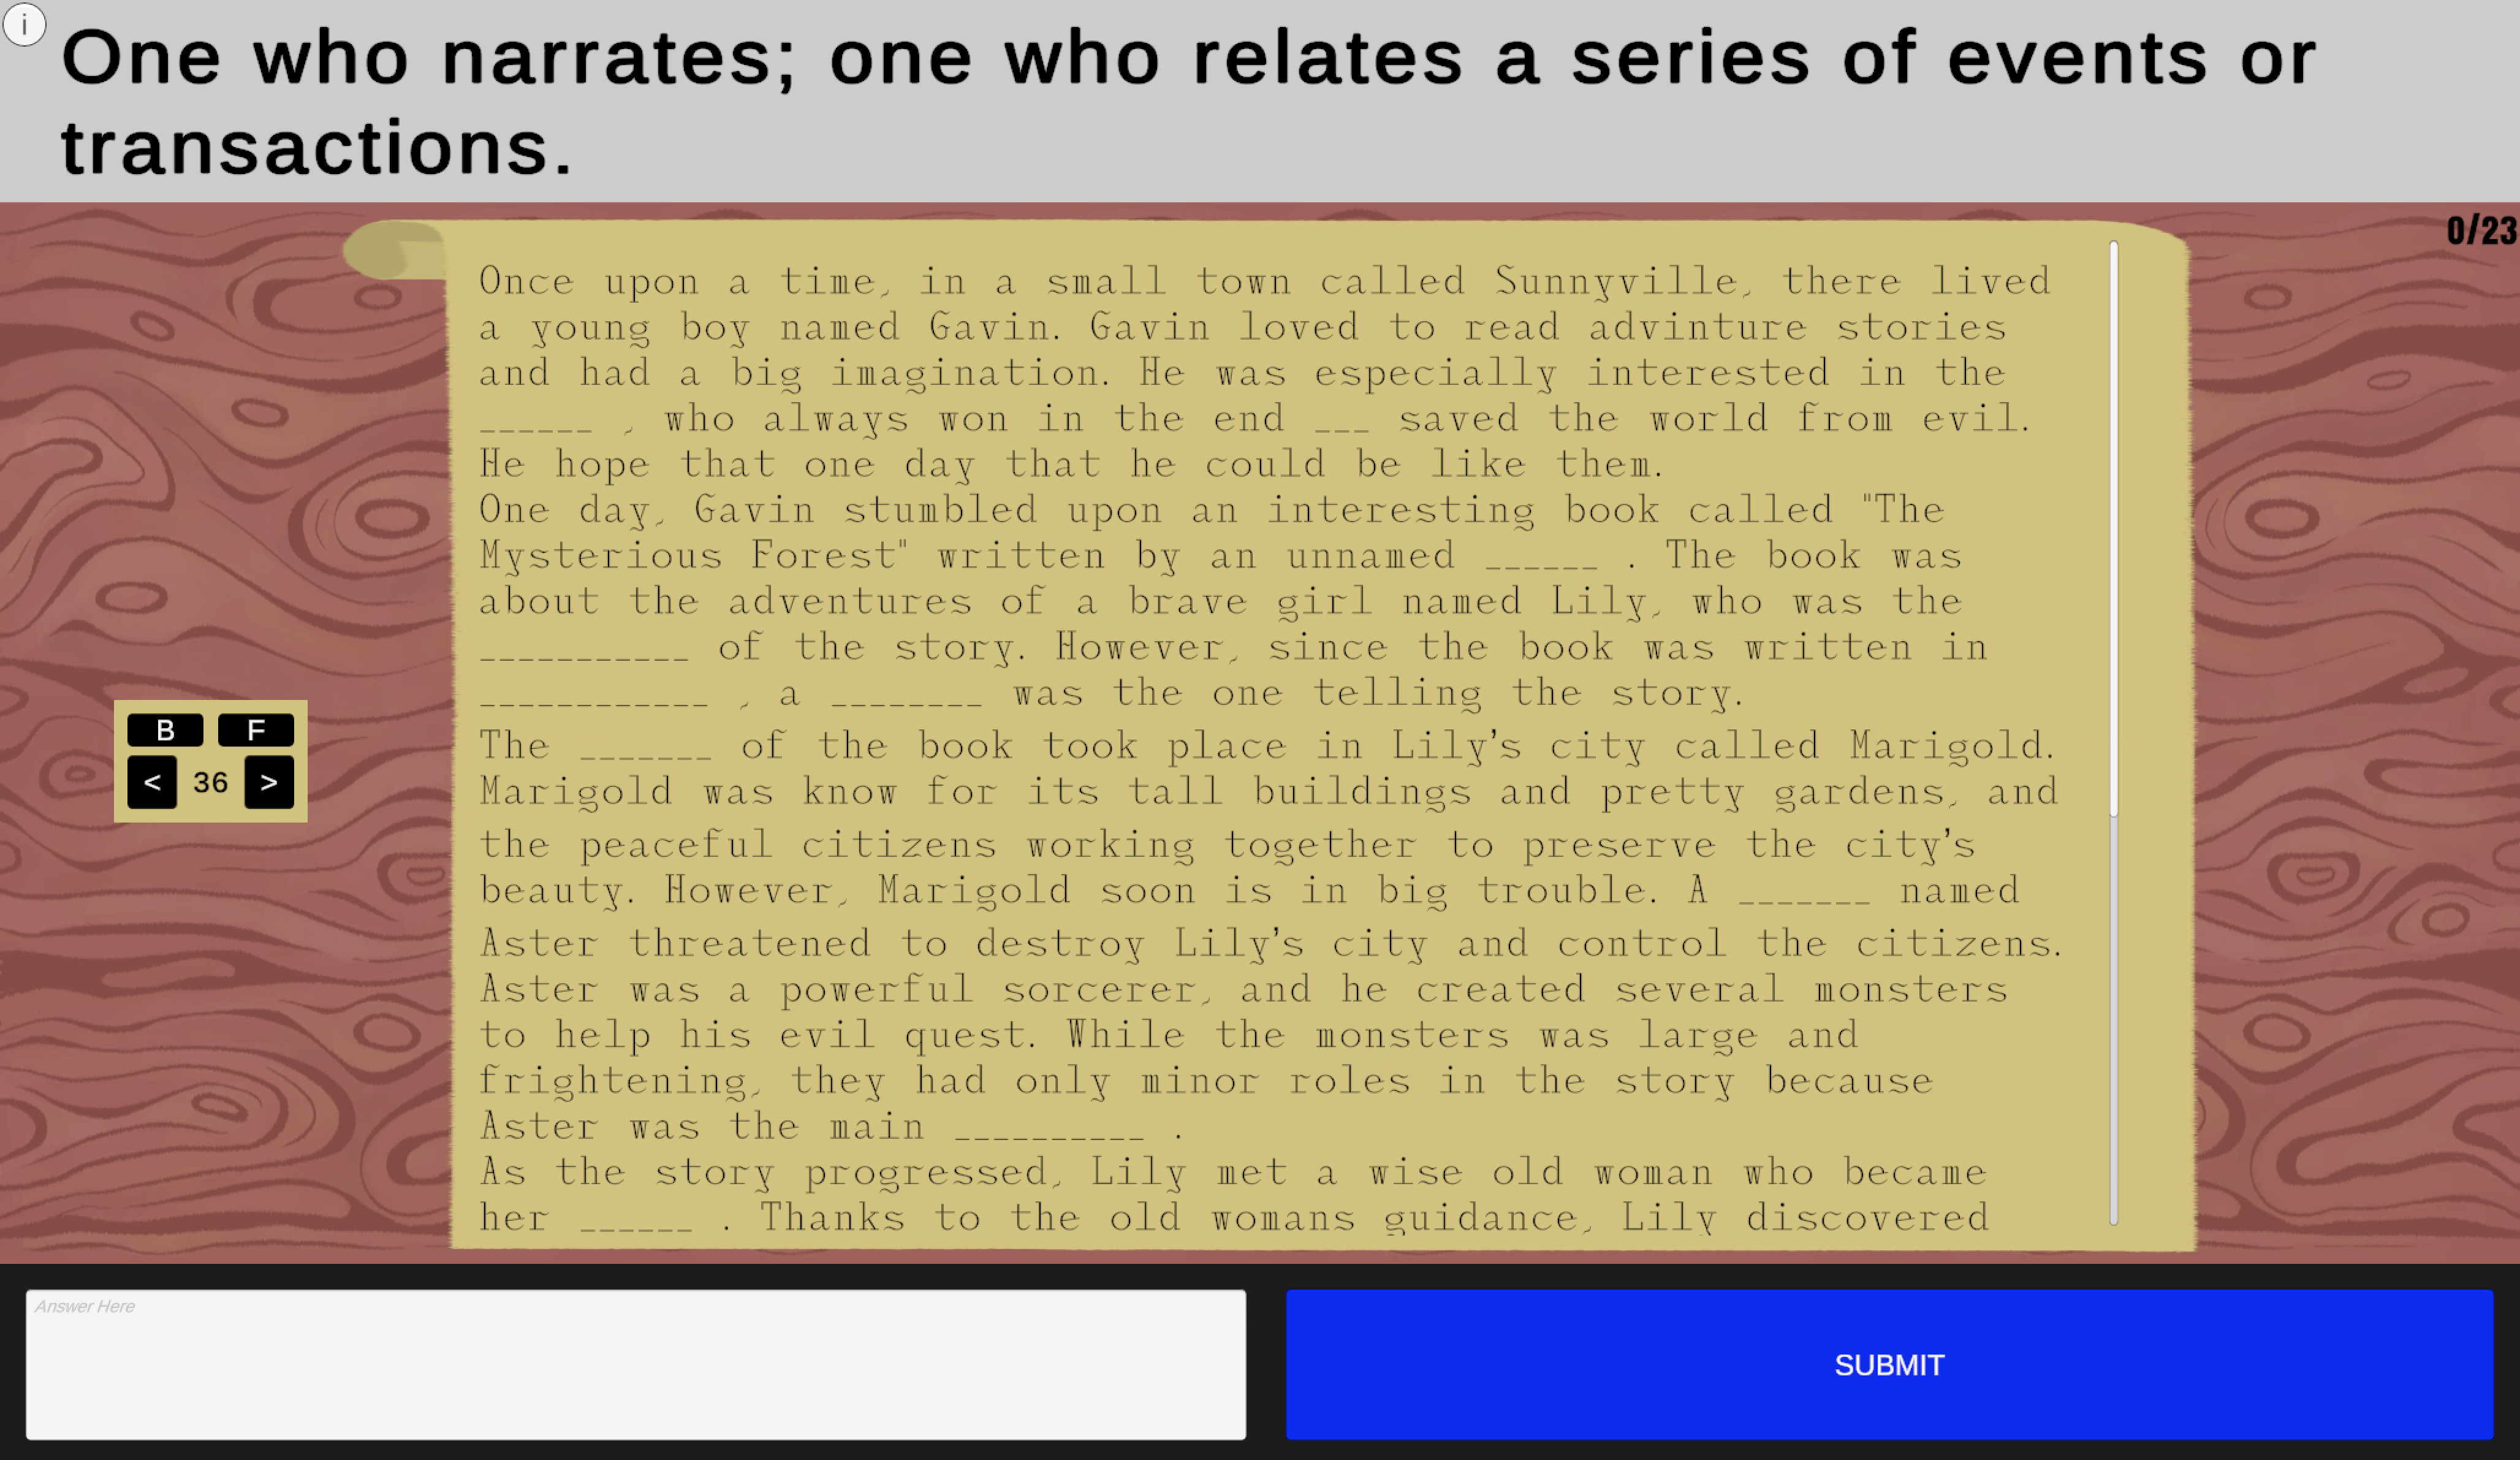 i
One who narrates; one who relates a series of events or
transactions.
0/23
Once upon a time, in a small town called Sunnyville, there lived
a young boy named Gavin. Gavin loved to read advinture stories
and had a big imagination. He was especially interested in the
______ , who always won in the end ___ saved the world from evil.
He hope that one day that he could be like them.
One day, Gavin stumbled upon an interesting book called "The
Mysterious Forest" written by an unnamed ______ . The book was
about the adventures of a brave girl named Lily, who was the
___________ of the story. However, since the book was written in
____________ , a ________ was the one telling the story.
The _______ of the book took place in Lily’s city called Marigold.
Marigold was know for its tall buildings and pretty gardens, and
the peaceful citizens working together to preserve the city’s
beauty. However, Marigold soon is in big trouble. A _______ named
Aster threatened to destroy Lily’s city and control the citizens.
Aster was a powerful sorcerer, and he created several monsters
to help his evil quest. While the monsters was large and
frightening, they had only minor roles in the story because
Aster was the main __________ .
As the story progressed, Lily met a wise old woman who became
her ______ . Thanks to the old womans guidance, Lily discovered
B F
< 36 >
Answer Here
SUBMIT